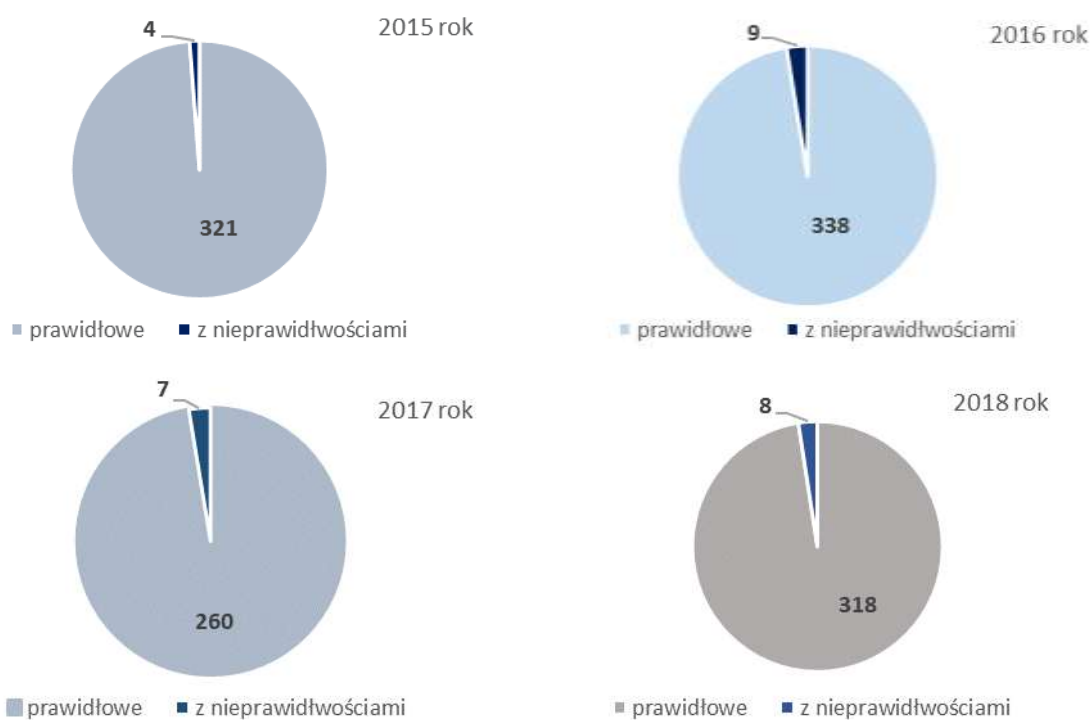 4
2015 rok
321
prawidłowe z nieprawidłwościami
9
2016 rok
338
prawidłowe z nieprawidłwościami
7
2017 rok
260
prawidłowe z nieprawidłwościami
8
2018 rok
318
prawidłowe z nieprawidłwościami